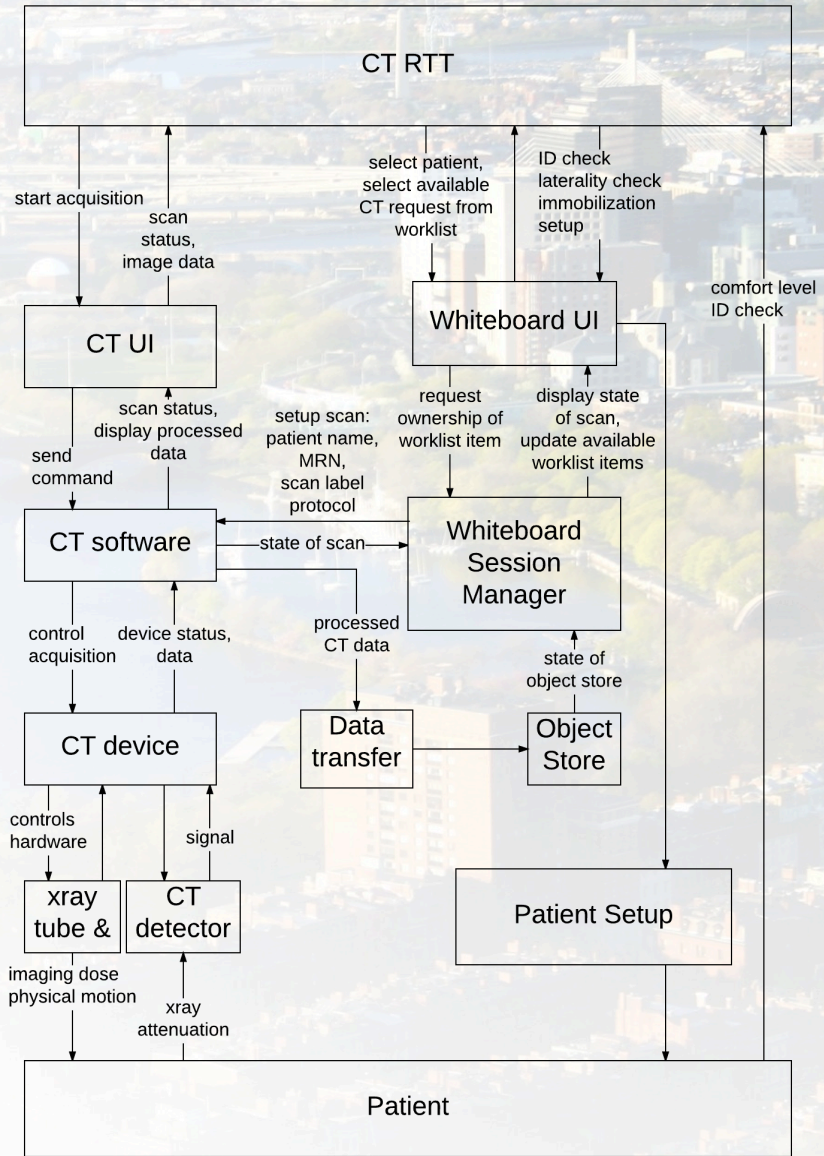 CT RTT
start acquisition
scan
status,
image data
select patient,
select available
CT request from
worklist
ID check
laterality check
immobilization
setup
comfort level
ID check
CT UI
Whiteboard UI
send
command
scan status,
display processed
data
setup scan:
patient name,
MRN,
scan label
protocol
request
ownership of
worklist item
display state
of scan,
update available
worklist items
CT software
state of scan
Whiteboard
Session
Manager
control
acquisition
device status,
data
processed
CT data
state of
object store
CT device
Data
transfer
Object
Store
controls
hardware
signal
xray
tube &
CT
detector
Patient Setup
imaging dose
physical motion
xray
attenuation
Patient